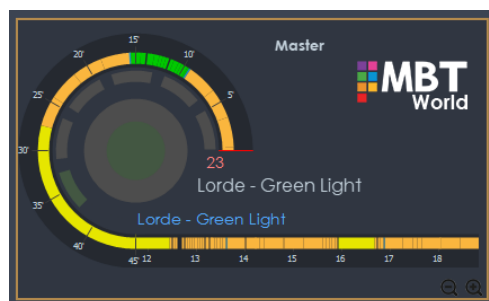 Master
MBT
World
15'
10'
20'
5'
25'
30'
23
Lorde - Green Light
35'
Lorde - Green Light
40'
45' 12 13 14 15 16 17 18